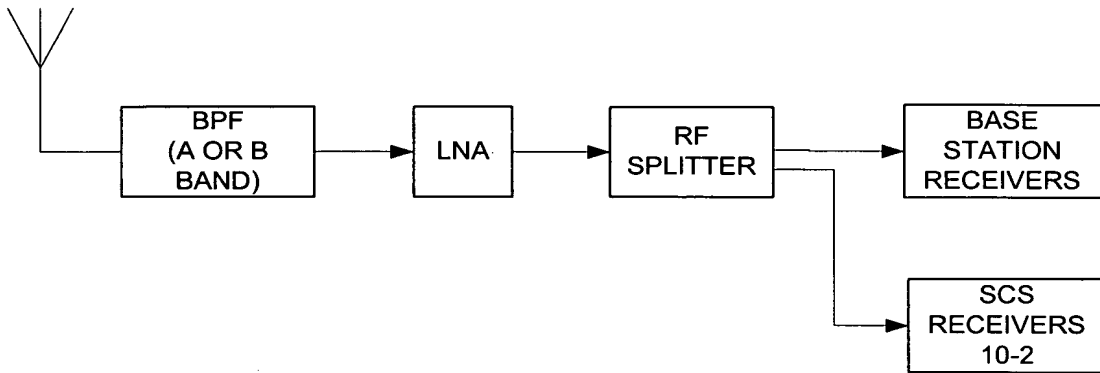 BPF
(A OR B
BAND)
LNA
RF
SPLITTER
BASE
STATION
RECEIVERS
SCS
RECEIVERS
10-2